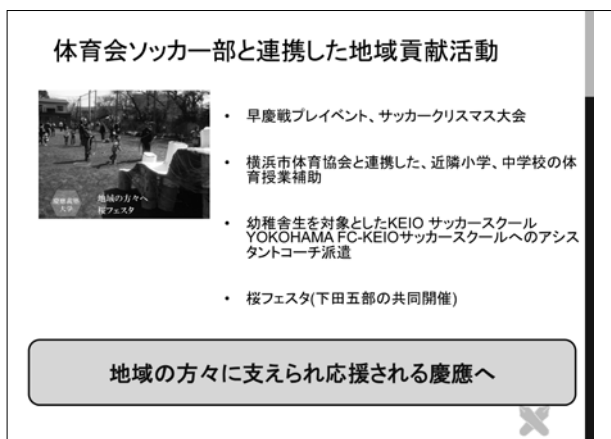 体育会ソッカー部と連携した地域貢献活動
慶應義塾
大学
地域の方々へ
桜フェスタ
• 早慶戦プレイベント、サッカークリスマス大会
• 横浜市体育協会と連携した、近隣小学、中学校の体
育授業補助
• 幼稚舎生を対象としたKEIO サッカースクール
YOKOHAMA FC-KEIOサッカースクールへのアシス
タントコーチ派遣
• 桜フェスタ(下田五部の共同開催)
地域の方々に支えられ応援される慶應へ